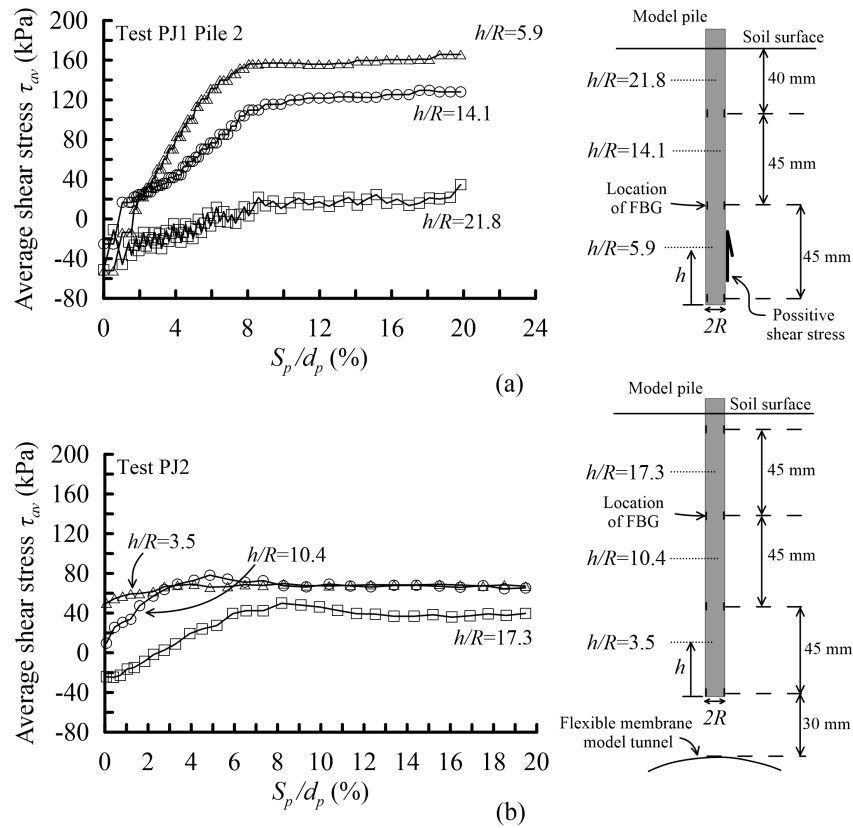 Test PJ1 Pile 2
Average shear stress τav (kPa)
200
160
120
80
40
0
-40
-80
0 4 8 12 16 20 24
Sp/dp (%)
h/R=5.9
h/R=14.1
h/R=21.8
(a)
Model pile
Soil surface
h/R=21.8
40 mm
h/R=14.1
45 mm
Location
of FBG
h/R=5.9
45 mm
h
2R
Possitive
shear stress
Test PJ2
Average shear stress τav (kPa)
200
160
120
80
40
0
-40
-80
0 2 4 6 8 10 12 14 16 18 20
Sp/dp (%)
h/R=3.5
h/R=10.4
h/R=17.3
(b)
Model pile
Soil surface
h/R=17.3
45 mm
Location
of FBG
h/R=10.4
45 mm
h/R=3.5
45 mm
h
2R
30 mm
Flexible membrane
model tunnel